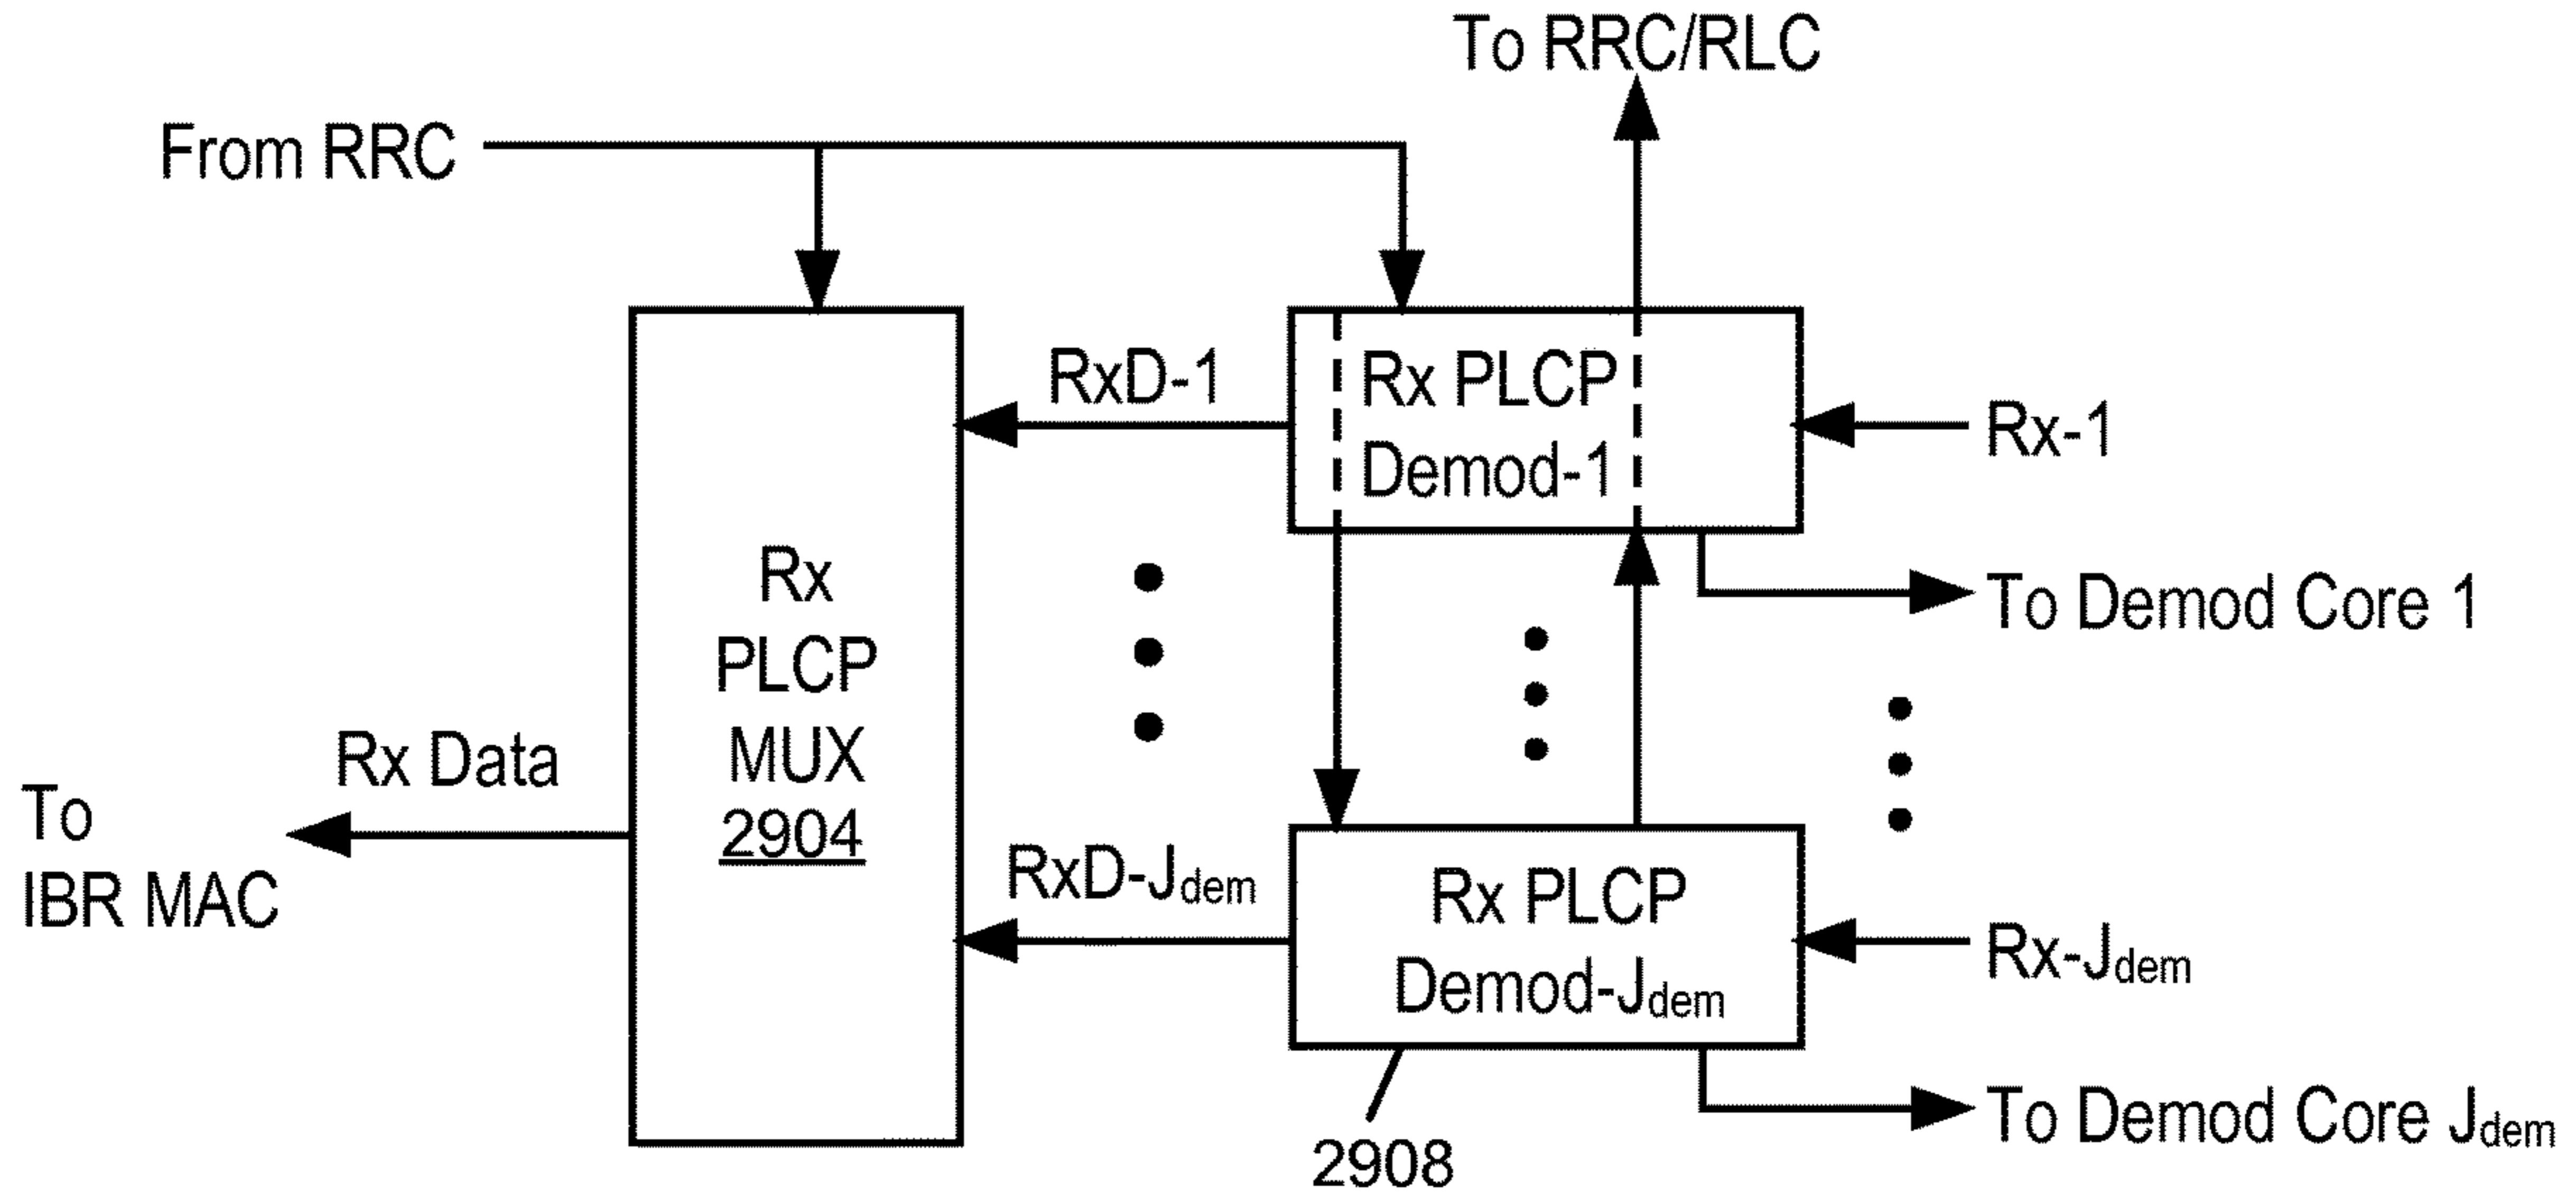 To RRC/RLC
From RRC
RxD-1
Rx PLCP
Demod-1
Rx-1
Rx
PLCP
MUX
2904
To Demod Core 1
Rx Data
To
IBR MAC
RxD-Jdem
Rx PLCP
Demod-Jdem
Rx-Jdem
2908
To Demod Core Jdem